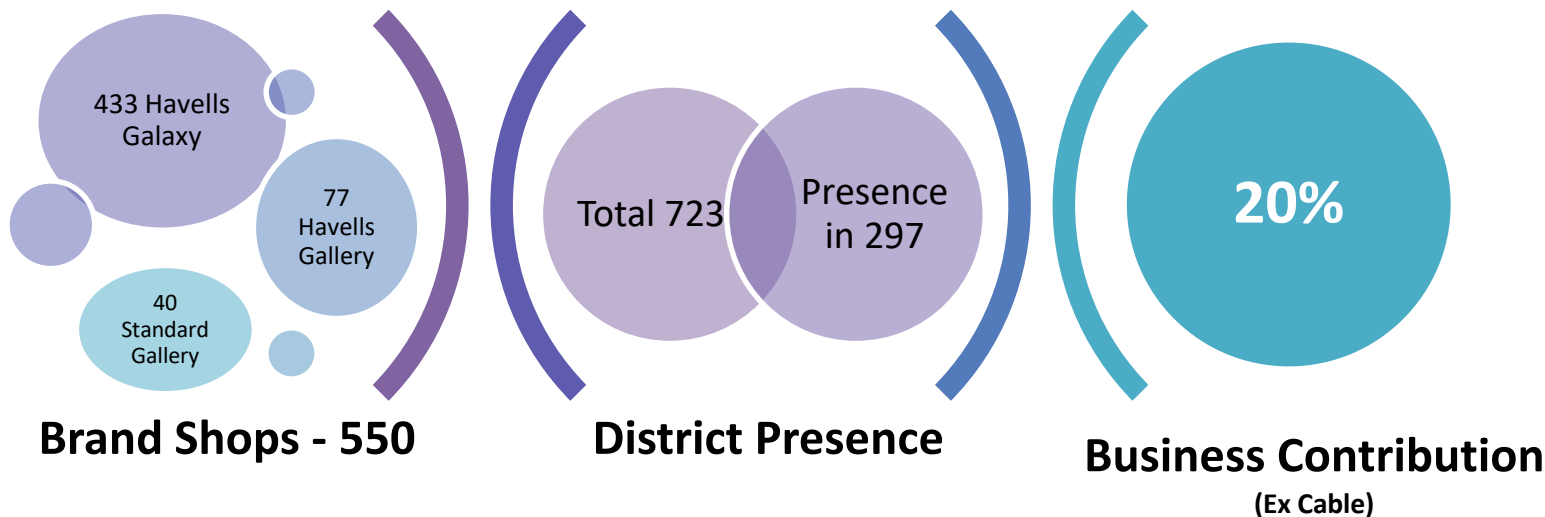 433 Havells
Galaxy
77
Havells
Gallery
40
Standard
Gallery
Brand Shops - 550
Total 723
Presence
in 297
District Presence
20%
Business Contribution
(Ex Cable)